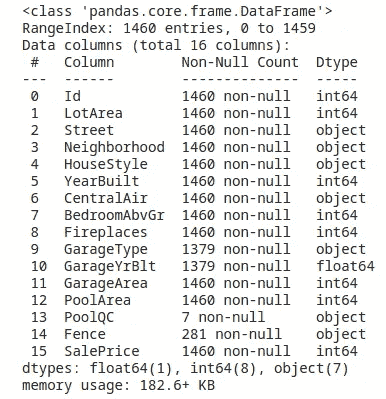 <class 'pandas.core.frame.DataFrame'>
RangeIndex: 1460 entries, 0 to 1459
Data columns (total 16 columns):
 #   Column        Non-Null Count  Dtype
---  ------        --------------  -----
 0   Id            1460 non-null   int64
 1   LotArea       1460 non-null   int64
 2   Street        1460 non-null   object
 3   Neighborhood  1460 non-null   object
 4   HouseStyle    1460 non-null   object
 5   YearBuilt     1460 non-null   int64
 6   CentralAir    1460 non-null   object
 7   BedroomAbvGr  1460 non-null   int64
 8   Fireplaces    1460 non-null   int64
 9   GarageType    1379 non-null   object
 10  GarageYrBlt   1379 non-null   float64
 11  GarageArea    1460 non-null   int64
 12  PoolArea      1460 non-null   int64
 13  PoolQC        7 non-null      object
 14  Fence         281 non-null    object
 15  SalePrice     1460 non-null   int64
dtypes: float64(1), int64(8), object(7)
memory usage: 182.6+ KB